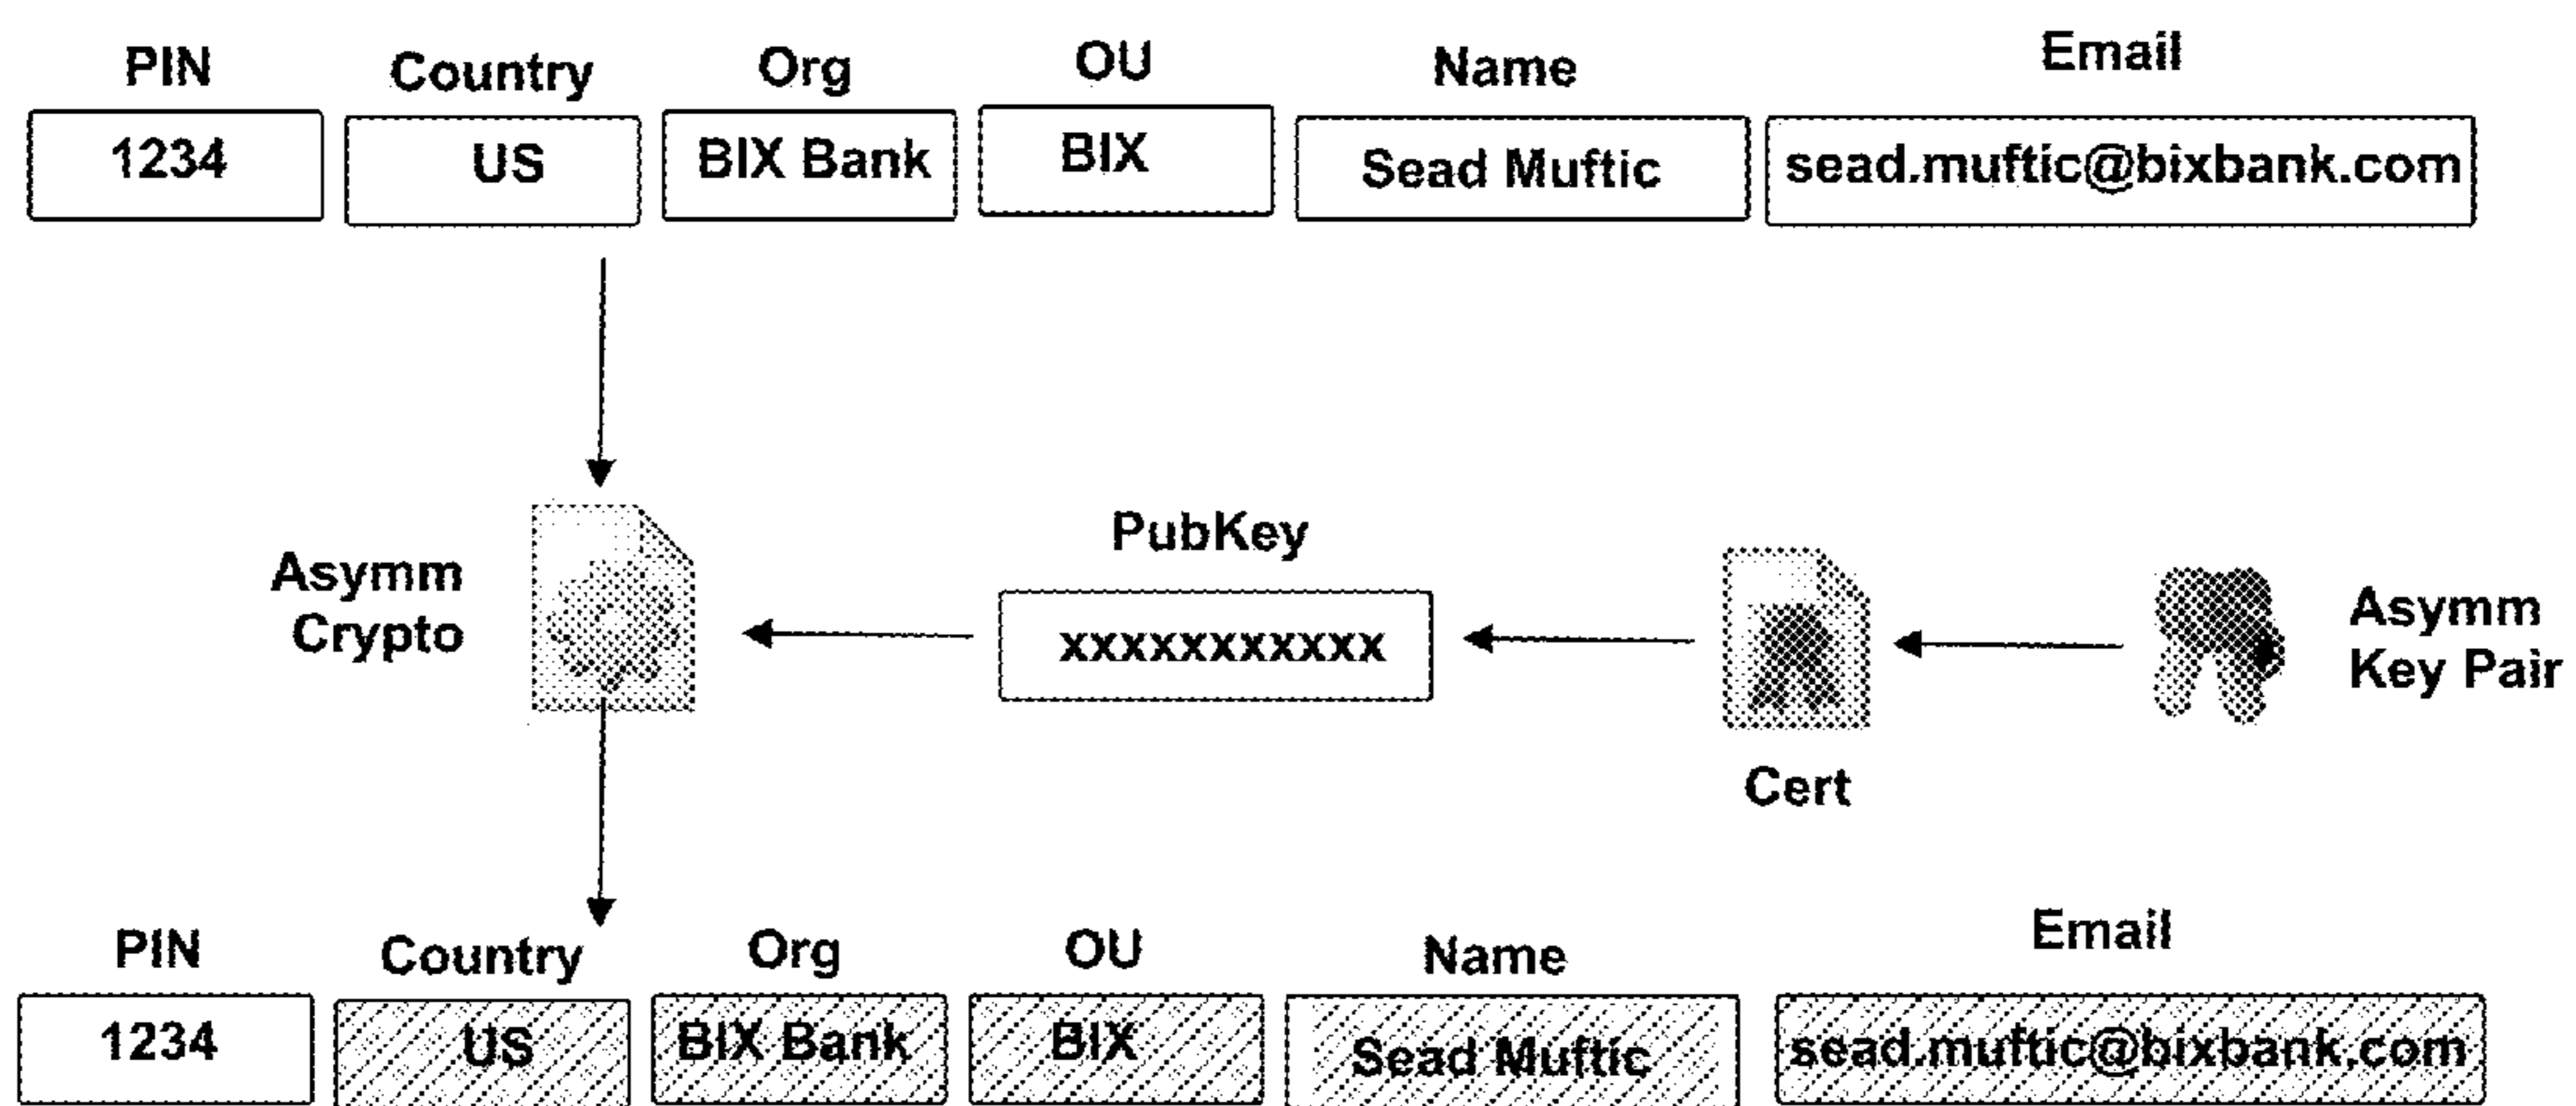 PIN Country Org OU Name Email
1234 US BIX Bank BIX Sead Muftic sead.muftic@bixbank.com
PubKey
Asymm
Crypto
xxxxxxxxxxx
Asymm
Key Pair
Cert
PIN Country Org OU Name Email
1234 US BIX Bank BIX Sead Muftic sead.muftic@bixbank.com